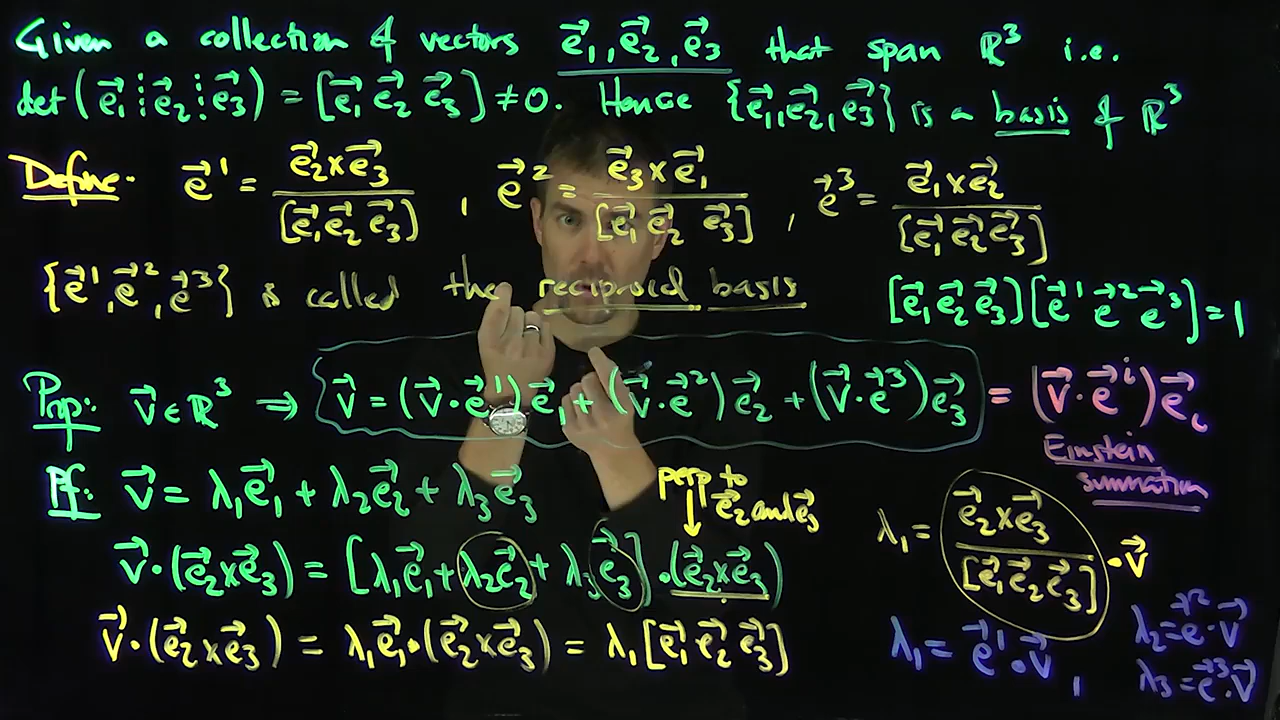 Given a collection of vectors e⃗₁, e⃗₂, e⃗₃ that span ℝ³ i.e.
det(e⃗₁⋮e⃗₂⋮e⃗₃) = [e⃗₁ e⃗₂ e⃗₃] ≠ 0. Hence {e⃗₁, e⃗₂, e⃗₃} is a basis of ℝ³
Define: e⃗¹ = (e⃗₂×e⃗₃)/[e⃗₁ e⃗₂ e⃗₃], e⃗² = (e⃗₃×e⃗₁)/[e⃗₁ e⃗₂ e⃗₃], e⃗³ = (e⃗₁×e⃗₂)/[e⃗₁ e⃗₂ e⃗₃]
{e⃗¹, e⃗², e⃗³} is called the reciprocal basis
[e⃗₁ e⃗₂ e⃗₃][e⃗¹ e⃗² e⃗³] = 1
Prop: v⃗ ∈ ℝ³ ⇒ v⃗ = (v⃗·e⃗¹)e⃗₁ + (v⃗·e⃗²)e⃗₂ + (v⃗·e⃗³)e⃗₃ = (v⃗·e⃗ⁱ)e⃗ᵢ
Einstein
summation
Pf: v⃗ = λ₁e⃗₁ + λ₂e⃗₂ + λ₃e⃗₃
perp to
e⃗₂ and e⃗₃
v⃗·(e⃗₂×e⃗₃) = [λ₁e⃗₁ + λ₂e⃗₂ + λ₃e⃗₃]·(e⃗₂×e⃗₃)
v⃗·(e⃗₂×e⃗₃) = λ₁e⃗₁·(e⃗₂×e⃗₃) = λ₁[e⃗₁ e⃗₂ e⃗₃]
λ₁ = (e⃗₂×e⃗₃)/[e⃗₁ e⃗₂ e⃗₃] · v⃗
λ₁ = e⃗¹·v⃗,
λ₂ = e⃗²·v⃗
λ₃ = e⃗³·v⃗